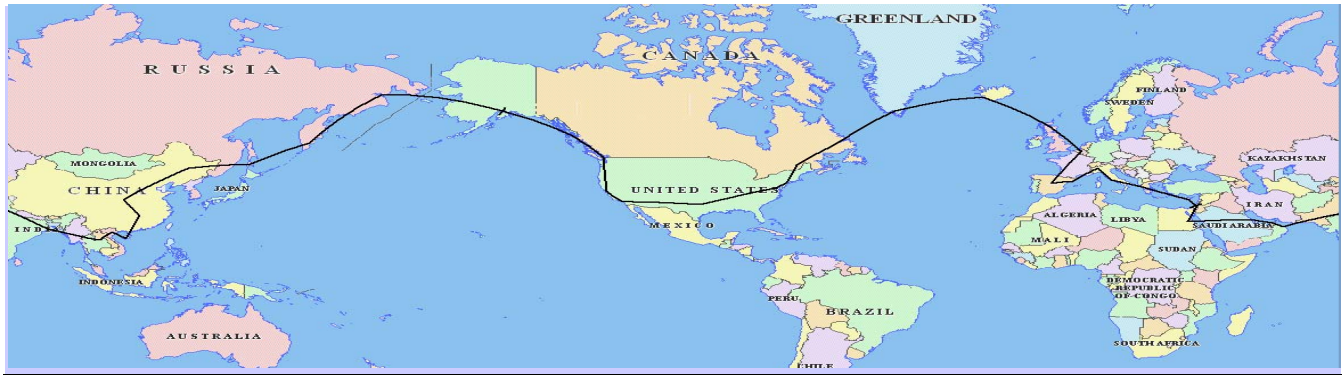 GREENLAND
CANADA
RUSSIA
FINLAND
SWEDEN
MONGOLIA
KAZAKHSTAN
CHINA
JAPAN
UNITED STATES
IRAN
ALGERIA
LIBYA
INDIA
MEXICO
SAUDI ARABIA
MALI
SUDAN
INDONESIA
DEMOCRATIC
REPUBLIC
OF CONGO
PERU
BRAZIL
AUSTRALIA
SOUTH AFRICA
CHILE